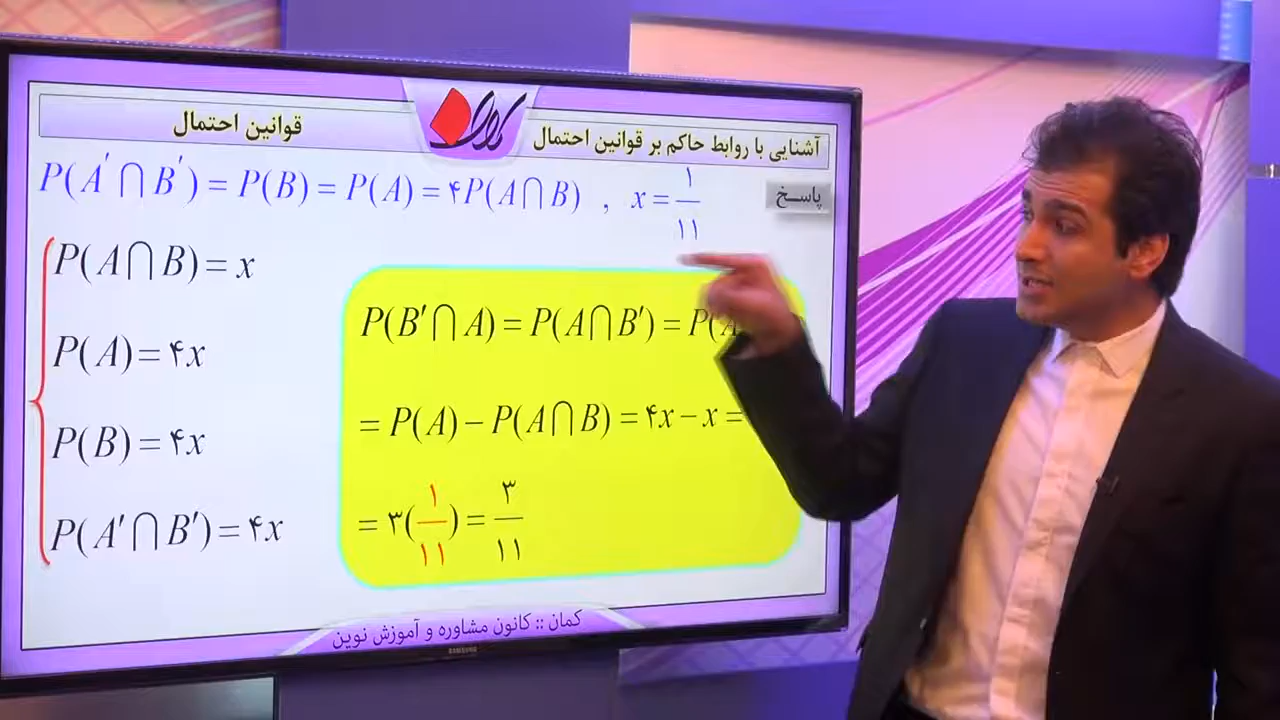 آشنایی با روابط حاکم بر قوانین احتمال
قوانین احتمال
پاسخ
P(A′ ∩ B′) = P(B) = P(A) = ۴P(A∩B) , x = ۱/۱۱
P(A∩B) = x
P(A) = ۴x
P(B) = ۴x
P(A′∩B′) = ۴x
P(B′∩A) = P(A∩B′) = P(A
= P(A) − P(A∩B) = ۴x − x =
= ۳(۱/۱۱) = ۳/۱۱
کمان :: کانون مشاوره و آموزش نوین
SAMSUNG